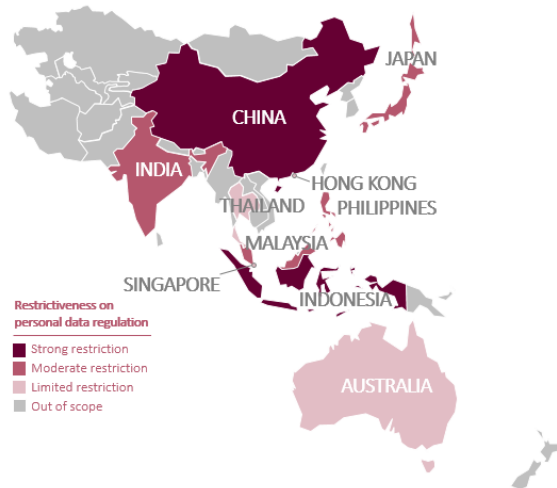 JAPAN
CHINA
INDIA
HONG KONG
THAILAND
PHILIPPINES
MALAYSIA
SINGAPORE
INDONESIA
Restrictiveness on
personal data regulation
Strong restriction
Moderate restriction
Limited restriction
Out of scope
AUSTRALIA